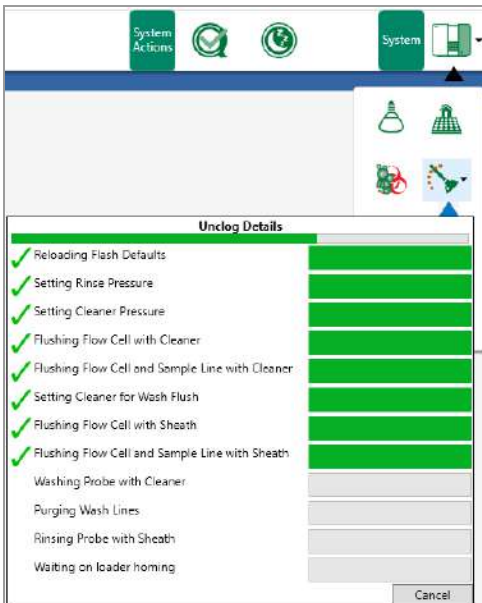 System
Actions
System
Unclog Details
Reloading Flash Defaults
Setting Rinse Pressure
Setting Cleaner Pressure
Flushing Flow Cell with Cleaner
Flushing Flow Cell and Sample Line with Cleaner
Setting Cleaner for Wash Flush
Flushing Flow Cell with Sheath
Flushing Flow Cell and Sample Line with Sheath
Washing Probe with Cleaner
Purging Wash Lines
Rinsing Probe with Sheath
Waiting on loader homing
Cancel